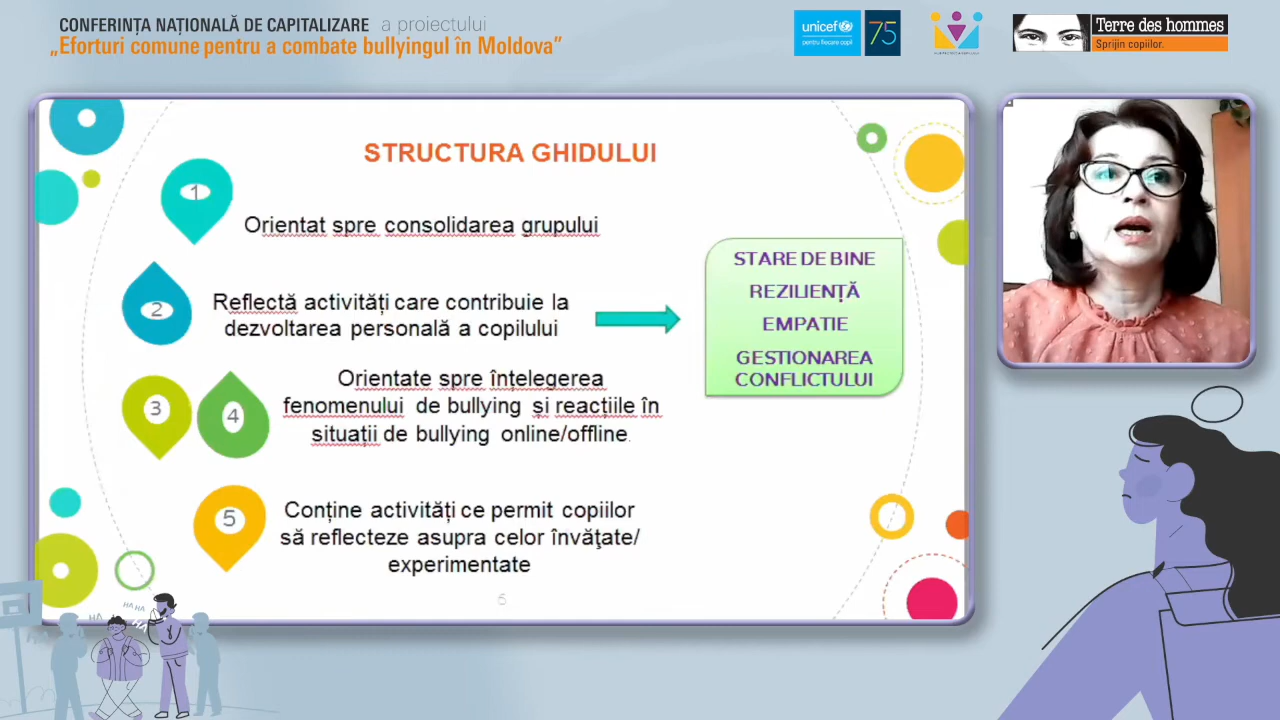 CONFERINȚA NAȚIONALĂ DE CAPITALIZARE a proiectului
„Eforturi comune pentru a combate bullyingul în Moldova”
unicef
pentru fiecare copil
75
Terre des hommes
Sprijin copiilor.
STRUCTURA GHIDULUI
1
Orientat spre consolidarea grupului
2
Reflectă activități care contribuie la
dezvoltarea personală a copilului
STARE DE BINE
REZILIENȚĂ
EMPATIE
GESTIONAREA
CONFLICTULUI
3
4
Orientate spre înțelegerea
fenomenului de bullying și reacțiile în
situații de bullying online/offline.
5
Conține activități ce permit copiilor
să reflecteze asupra celor învăţate/
experimentate
6
HA HA
HA
HA